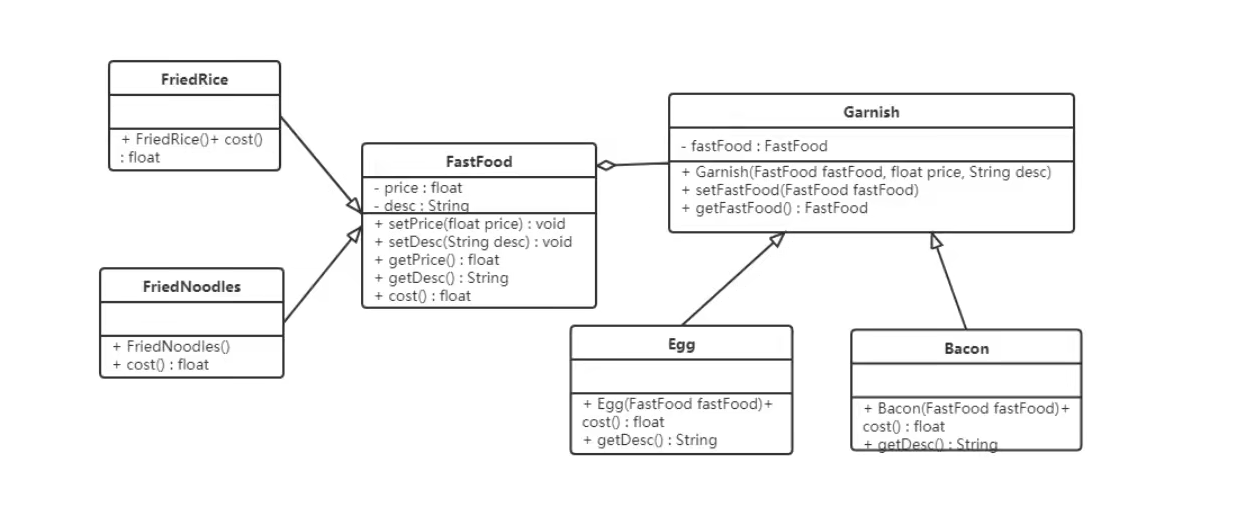 FriedRice
+ FriedRice()+ cost()
: float
FriedNoodles
+ FriedNoodles()
+ cost() : float
FastFood
- price : float
- desc : String
+ setPrice(float price) : void
+ setDesc(String desc) : void
+ getPrice() : float
+ getDesc() : String
+ cost() : float
Garnish
- fastFood : FastFood
+ Garnish(FastFood fastFood, float price, String desc)
+ setFastFood(FastFood fastFood)
+ getFastFood() : FastFood
Egg
+ Egg(FastFood fastFood)+
cost() : float
+ getDesc() : String
Bacon
+ Bacon(FastFood fastFood)+
cost() : float
+ getDesc() : String